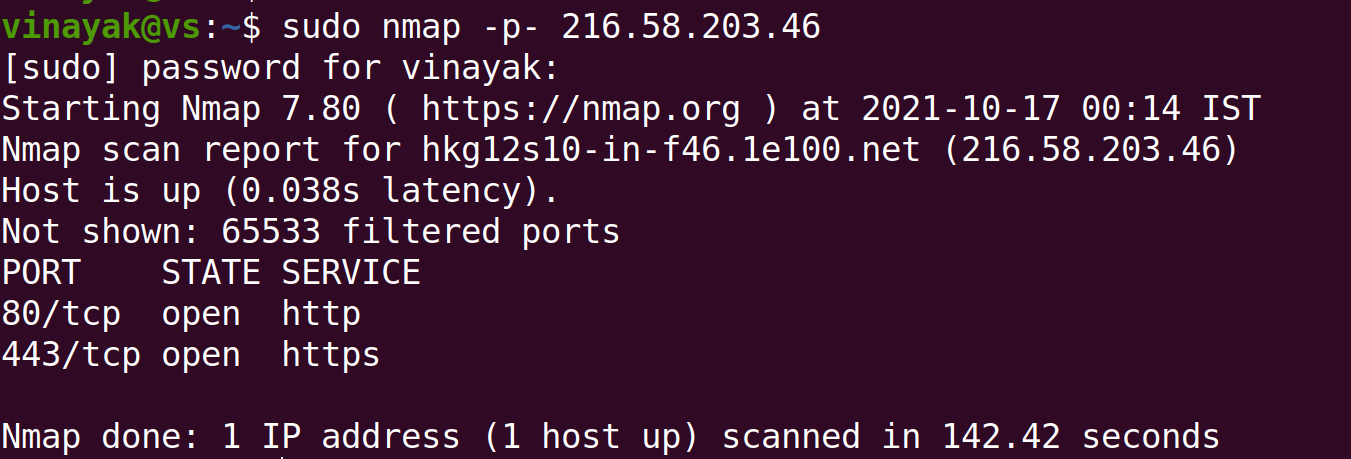 vinayak@vs:~$ sudo nmap -p- 216.58.203.46
[sudo] password for vinayak:
Starting Nmap 7.80 ( https://nmap.org ) at 2021-10-17 00:14 IST
Nmap scan report for hkg12s10-in-f46.1e100.net (216.58.203.46)
Host is up (0.038s latency).
Not shown: 65533 filtered ports
PORT    STATE SERVICE
80/tcp  open  http
443/tcp open  https

Nmap done: 1 IP address (1 host up) scanned in 142.42 seconds